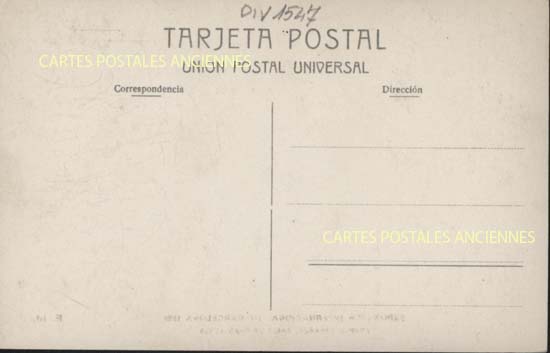 DIV 1547
TARJETA POSTAL
CARTES POSTALES ANCIENNES
UNION POSTAL UNIVERSAL
Correspondencia
Dirección
CARTES POSTALES ANCIENNES